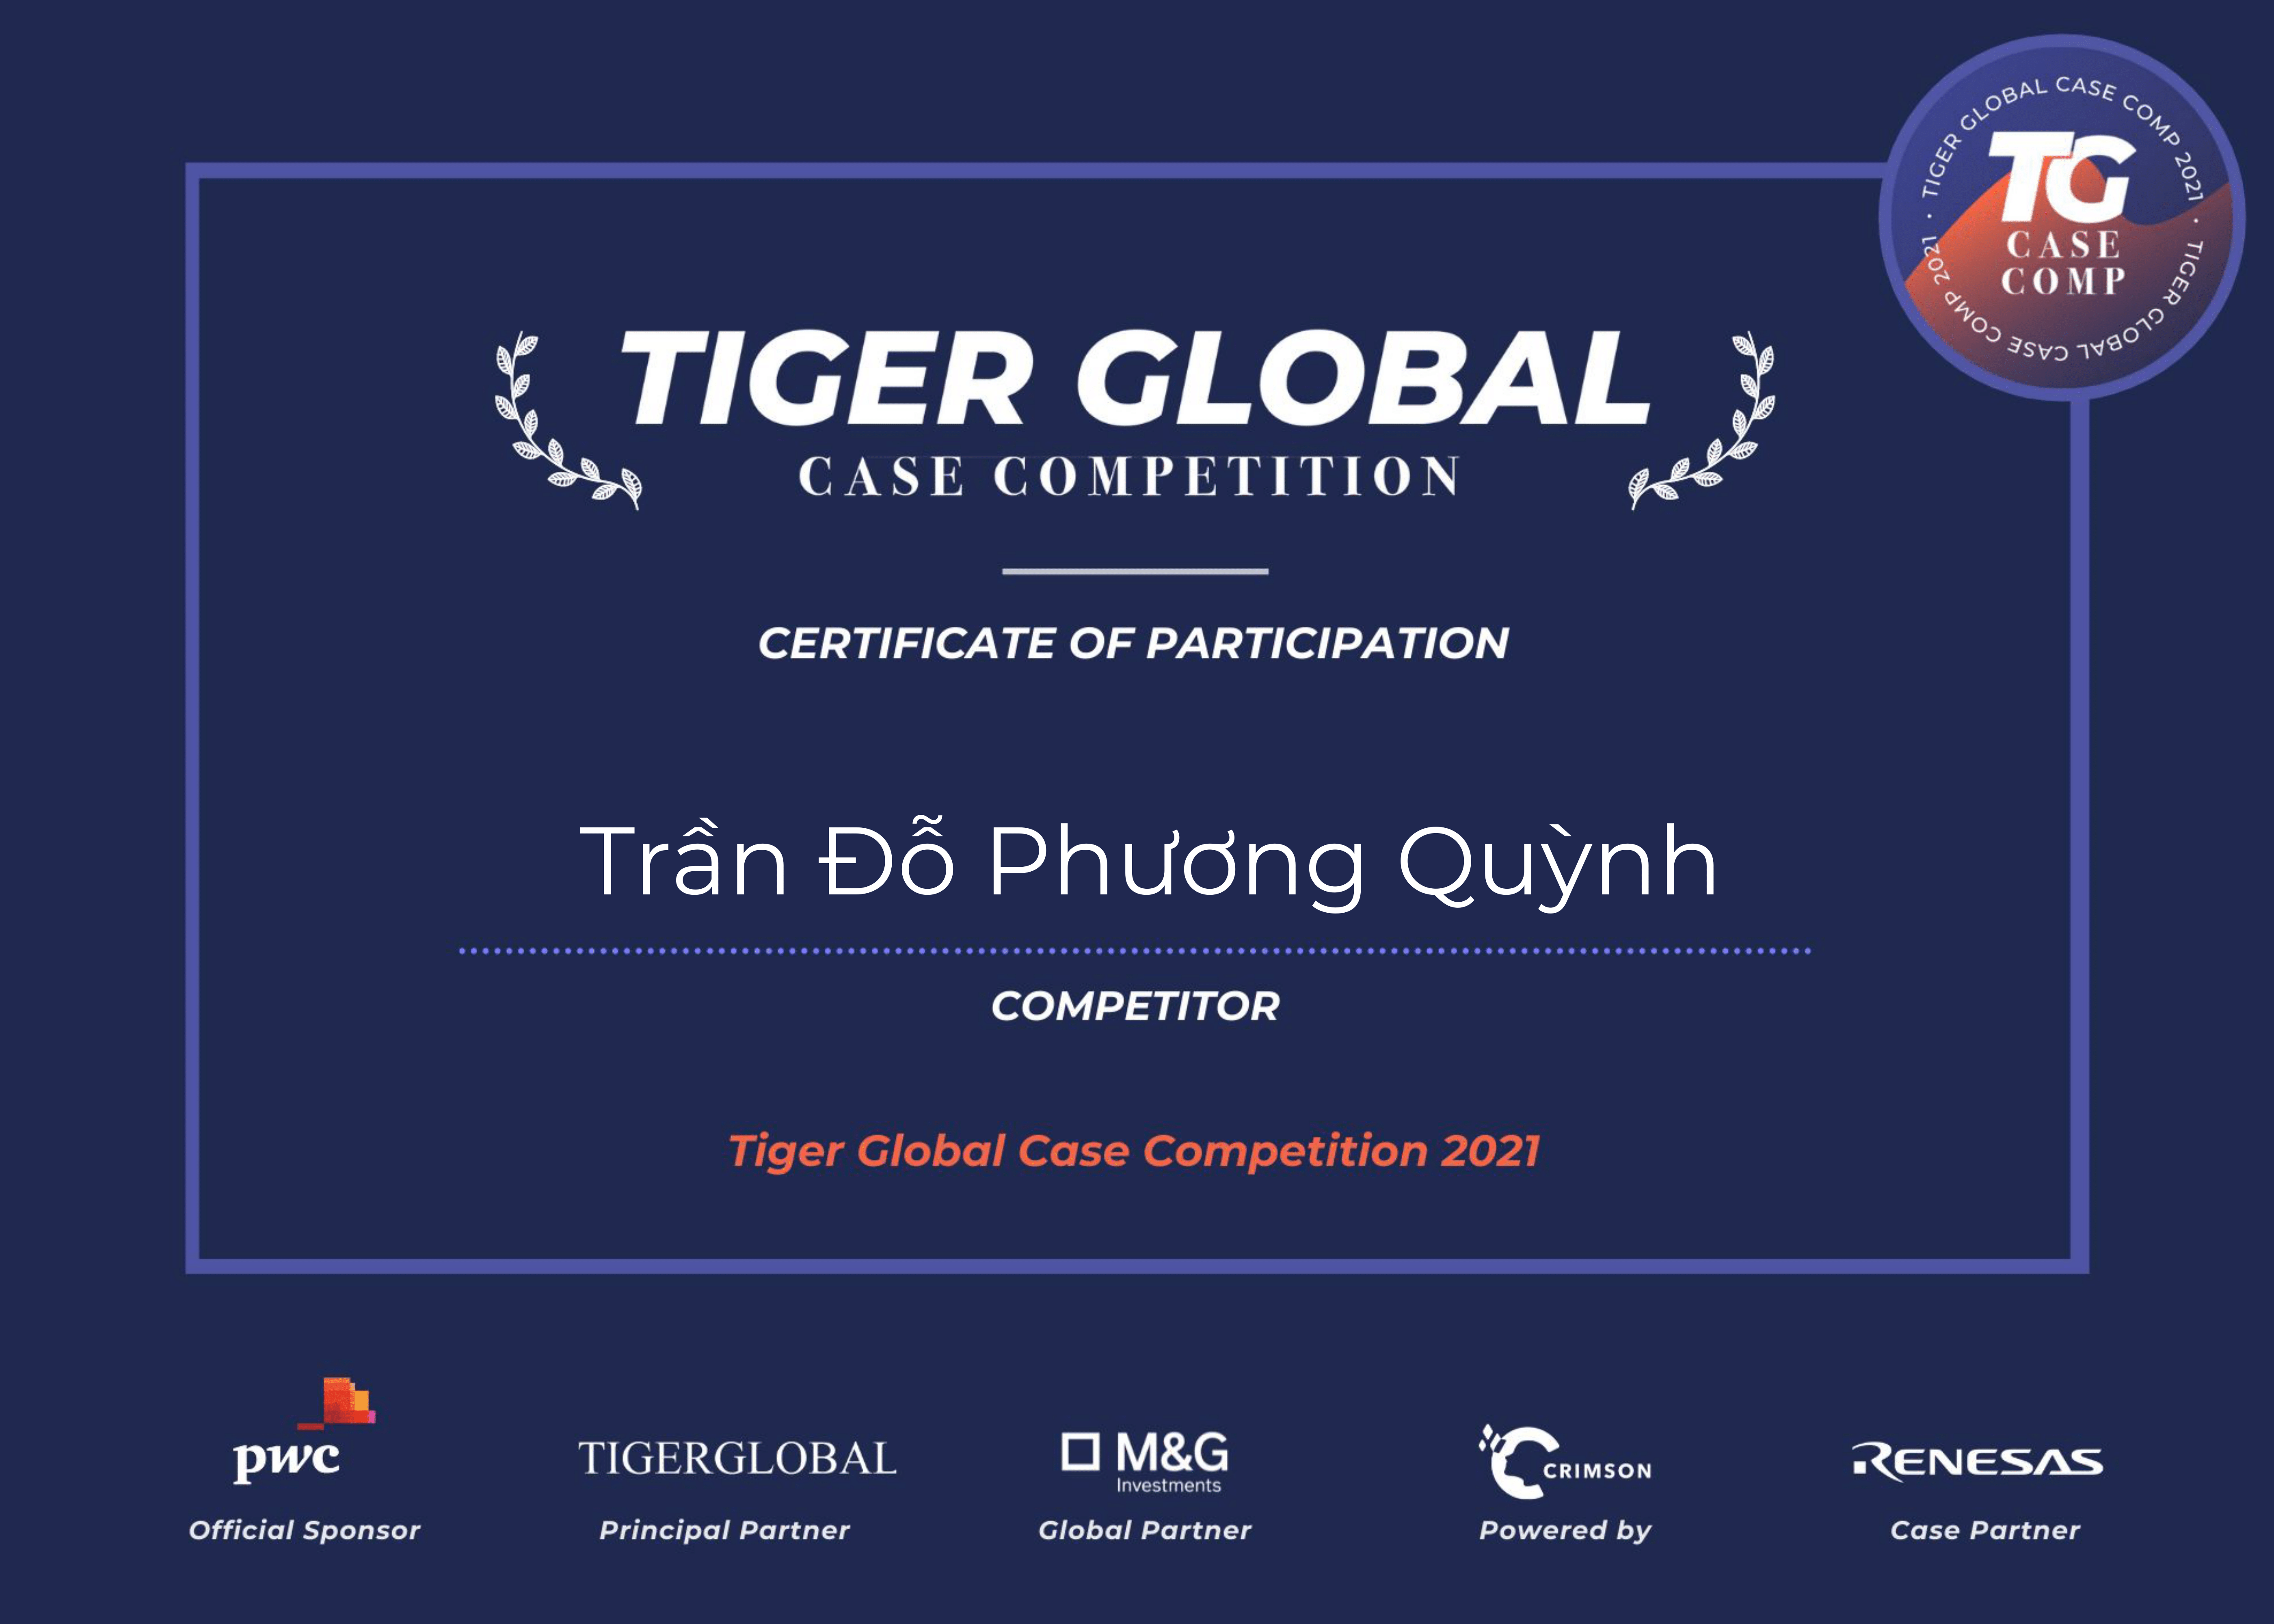 TIGER GLOBAL CASE COMP 2021 · TIGER GLOBAL CASE COMP 2021 ·
TG
CASE
COMP
TIGER GLOBAL
CASE COMPETITION
CERTIFICATE OF PARTICIPATION
Trần Đỗ Phương Quỳnh
COMPETITOR
Tiger Global Case Competition 2021
pwc
Official Sponsor
TIGERGLOBAL
Principal Partner
M&G
Investments
Global Partner
CRIMSON
Powered by
RENESAS
Case Partner